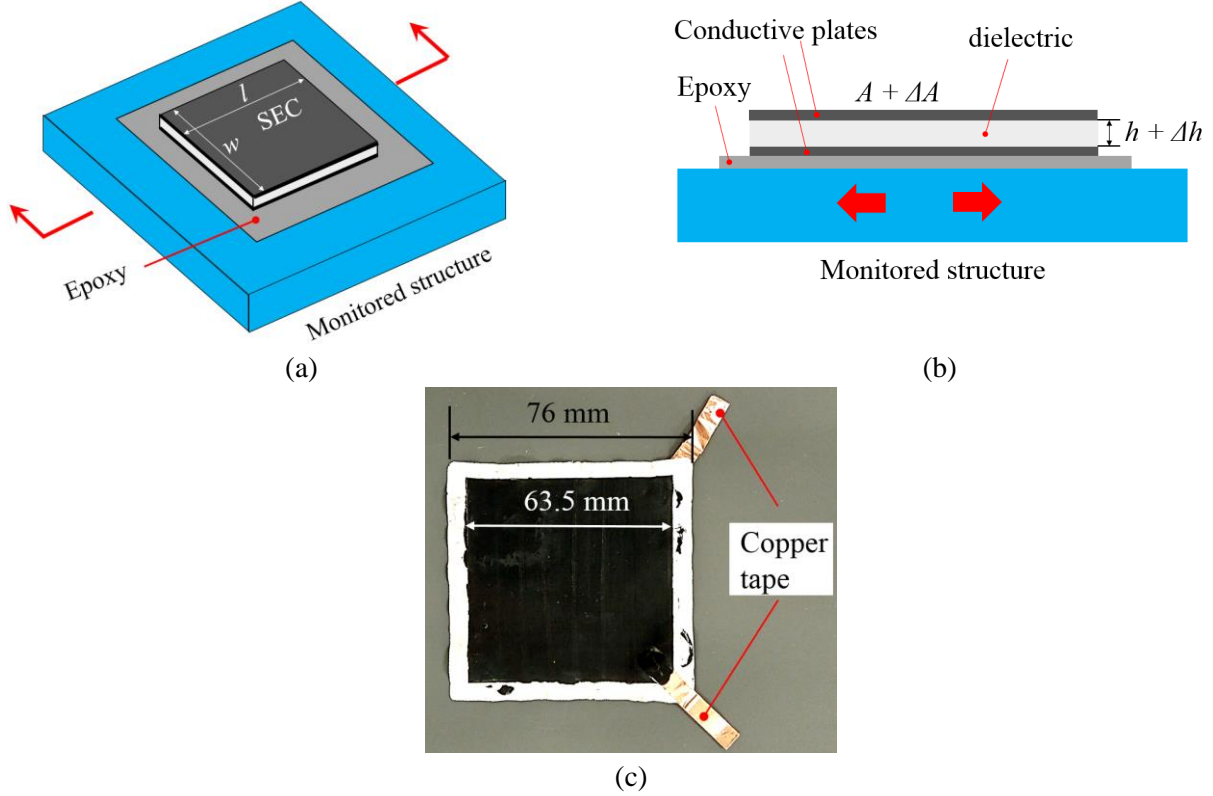 l
SEC
w
Epoxy
Monitored structure
(a)
Conductive plates
dielectric
Epoxy
A + ΔA
h + Δh
Monitored structure
(b)
76 mm
63.5 mm
Copper
tape
(c)